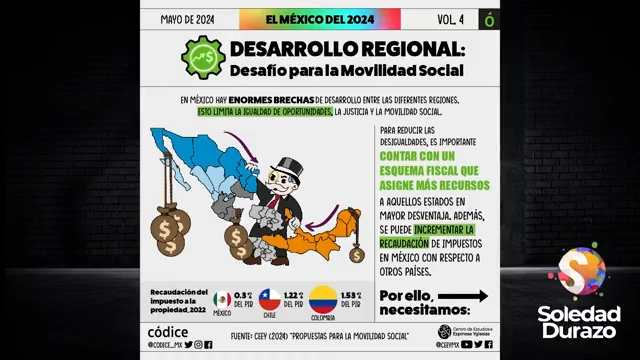 MAYO DE 2024
EL MÉXICO DEL 2024
VOL. 4
ó
DESARROLLO REGIONAL:
Desafío para la Movilidad Social
EN MÉXICO HAY ENORMES BRECHAS DE DESARROLLO ENTRE LAS DIFERENTES REGIONES.
ESTO LIMITA LA IGUALDAD DE OPORTUNIDADES, LA JUSTICIA Y LA MOVILIDAD SOCIAL.
PARA REDUCIR LAS
DESIGUALDADES, ES IMPORTANTE
CONTAR CON UN
ESQUEMA FISCAL QUE
ASIGNE MÁS RECURSOS
A AQUELLOS ESTADOS EN
MAYOR DESVENTAJA. ADEMÁS,
SE PUEDE INCREMENTAR LA
RECAUDACIÓN DE IMPUESTOS
EN MÉXICO CON RESPECTO A
OTROS PAÍSES.
Por ello,
necesitamos:
Recaudación del
impuesto a la
propiedad, 2022
0.3%
DEL PIB
MÉXICO
1.22%
DEL PIB
CHILE
1.53%
DEL PIB
COLOMBIA
códice
@CODICE_MX
FUENTE: CEEY (2024) "PROPUESTAS PARA LA MOVILIDAD SOCIAL"
Centro de Estudios
Espinosa Yglesias
@CEEYMX
S
Soledad
Durazo